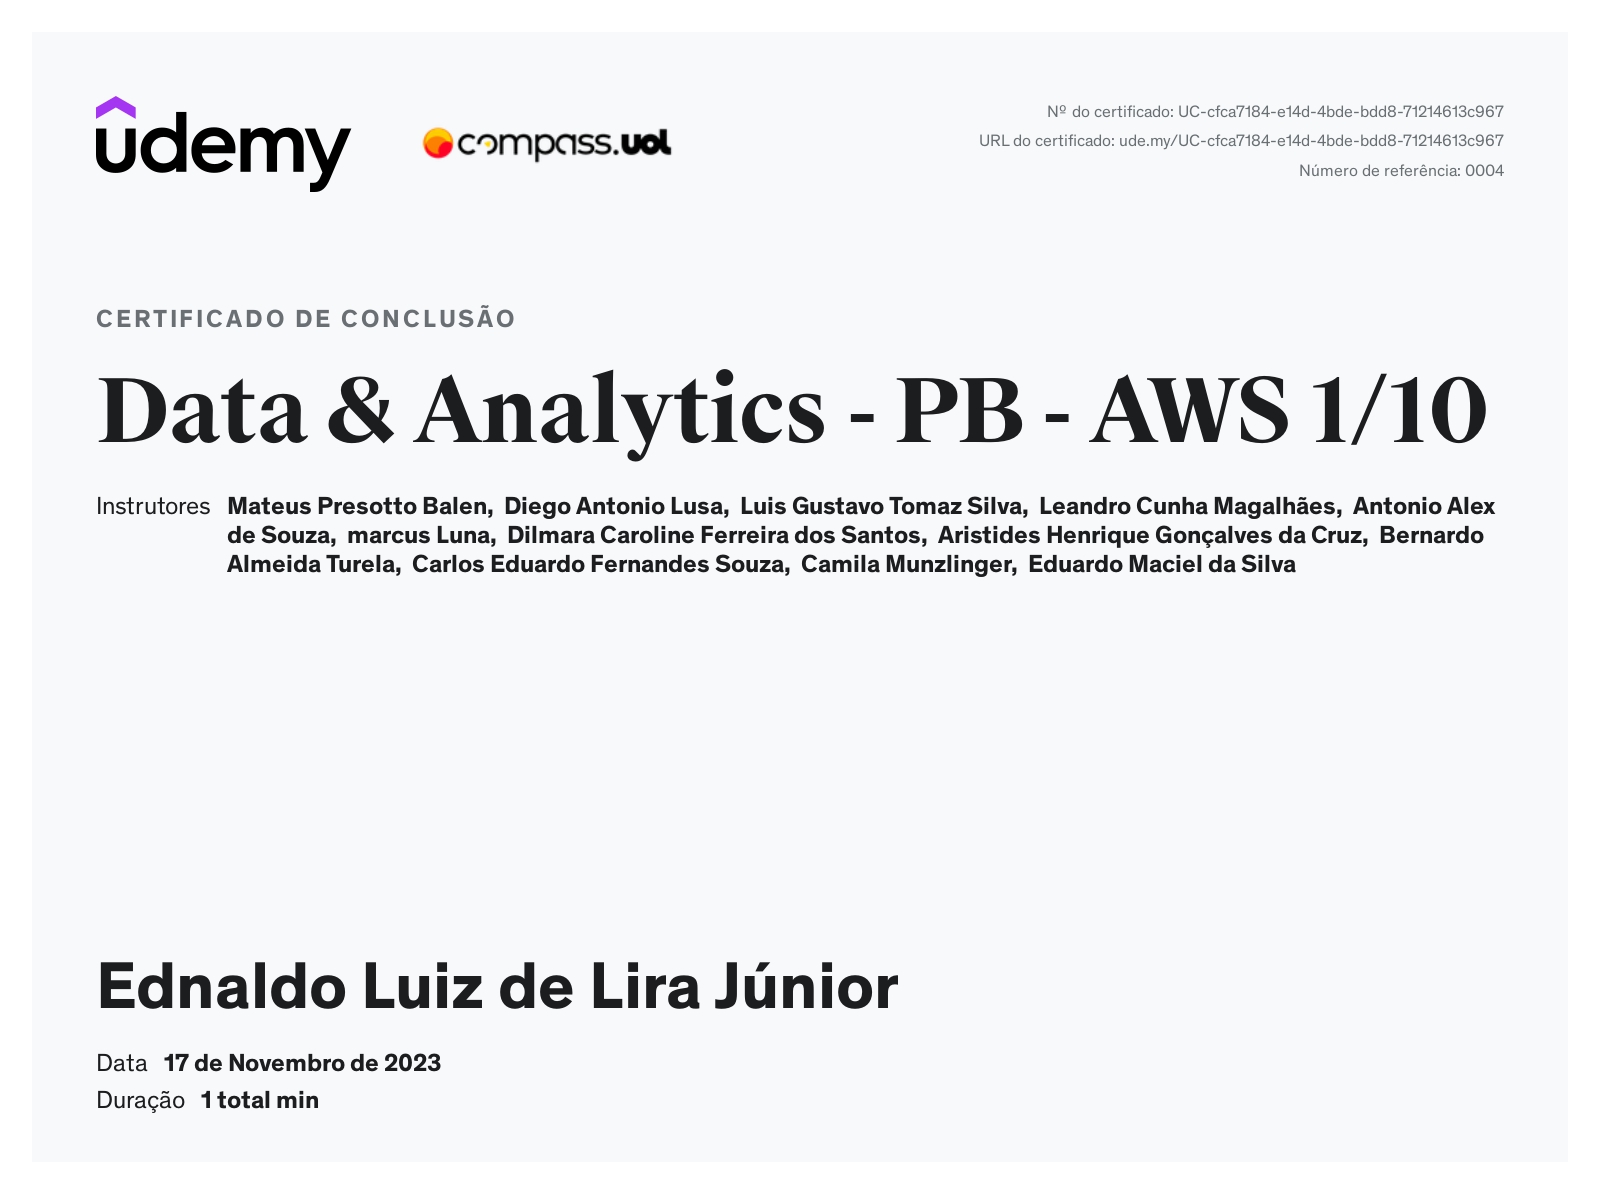 udemy
compass.uol
Nº do certificado: UC-cfca7184-e14d-4bde-bdd8-71214613c967
URL do certificado: ude.my/UC-cfca7184-e14d-4bde-bdd8-71214613c967
Número de referência: 0004
CERTIFICADO DE CONCLUSÃO
Data & Analytics - PB - AWS 1/10
Instrutores Mateus Presotto Balen, Diego Antonio Lusa, Luis Gustavo Tomaz Silva, Leandro Cunha Magalhães, Antonio Alex
de Souza, marcus Luna, Dilmara Caroline Ferreira dos Santos, Aristides Henrique Gonçalves da Cruz, Bernardo
Almeida Turela, Carlos Eduardo Fernandes Souza, Camila Munzlinger, Eduardo Maciel da Silva
Ednaldo Luiz de Lira Júnior
Data 17 de Novembro de 2023
Duração 1 total min